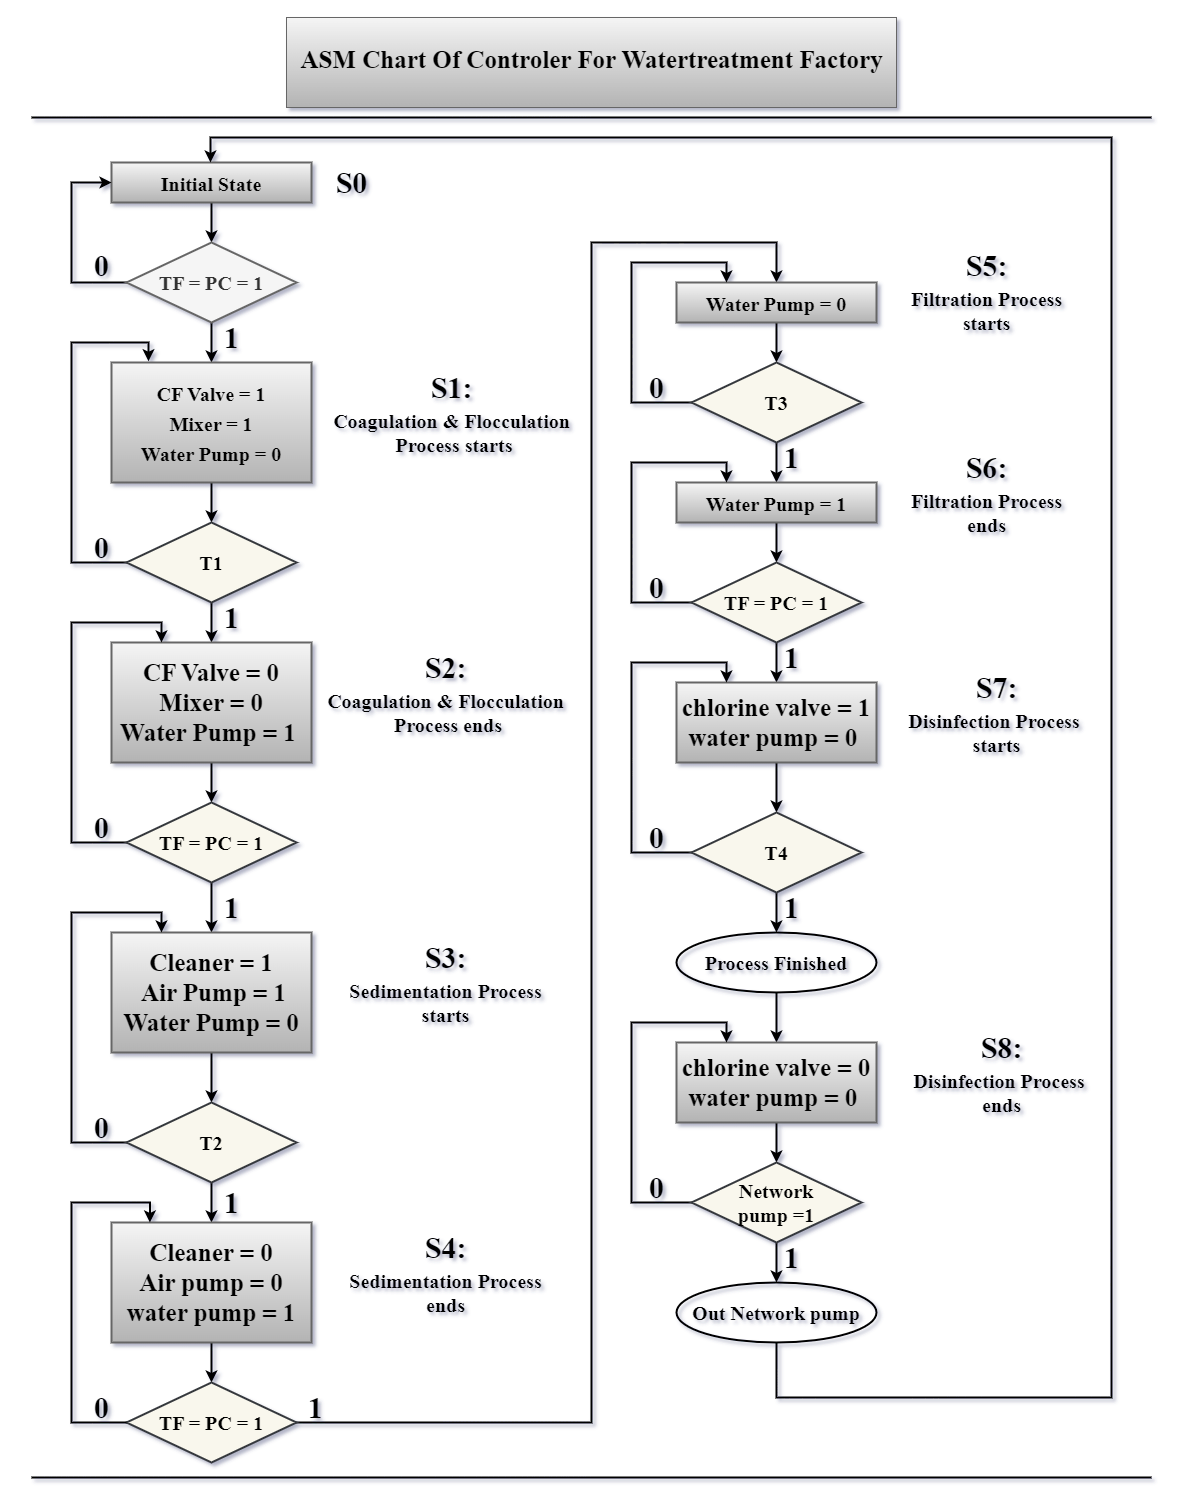 ASM Chart Of Controler For Watertreatment Factory
Initial State
S0
0
TF = PC = 1
1
CF Valve = 1
Mixer = 1
Water Pump = 0
S1:
Coagulation & Flocculation
Process starts
0
T1
1
CF Valve = 0
Mixer = 0
Water Pump = 1
S2:
Coagulation & Flocculation
Process ends
0
TF = PC = 1
1
Cleaner = 1
Air Pump = 1
Water Pump = 0
S3:
Sedimentation Process
starts
0
T2
1
Cleaner = 0
Air pump = 0
water pump = 1
S4:
Sedimentation Process
ends
0
TF = PC = 1
1
Water Pump = 0
S5:
Filtration Process
starts
0
T3
1
Water Pump = 1
S6:
Filtration Process
ends
0
TF = PC = 1
1
chlorine valve = 1
water pump = 0
S7:
Disinfection Process
starts
0
T4
1
Process Finished
chlorine valve = 0
water pump = 0
S8:
Disinfection Process
ends
0
Network
pump =1
1
Out Network pump